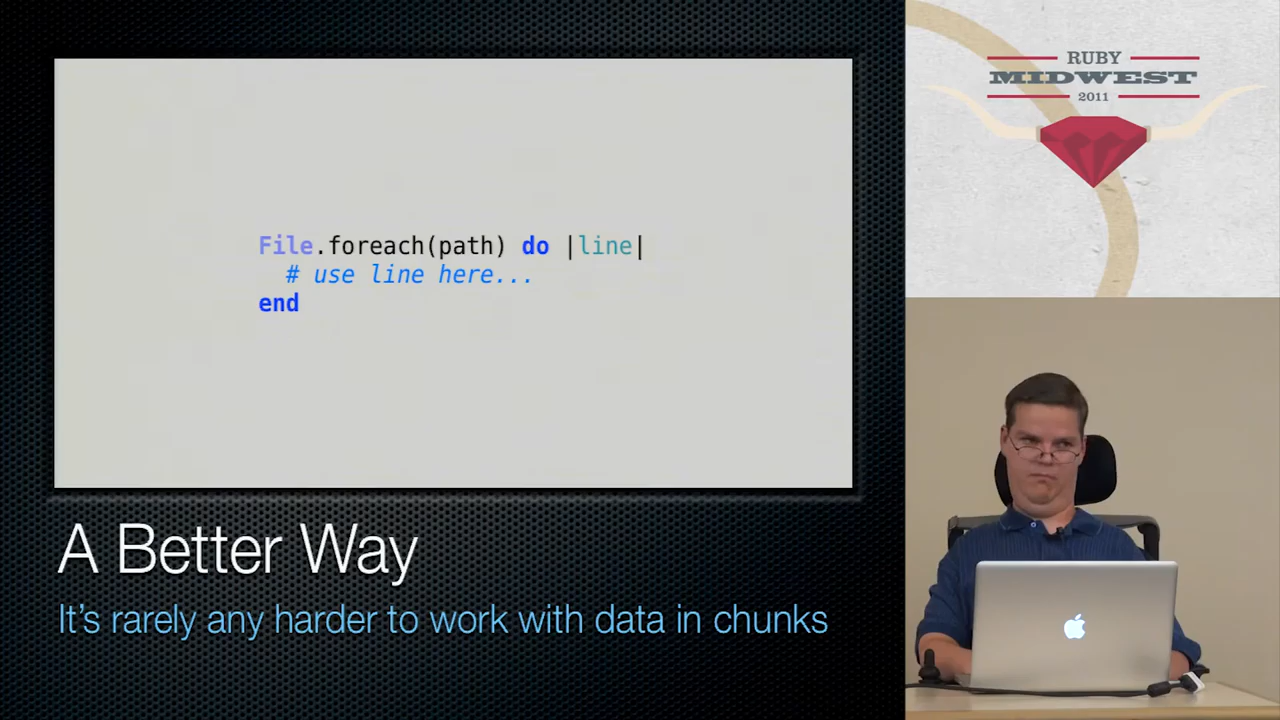 File.foreach(path) do |line|
# use line here...
end
A Better Way
It's rarely any harder to work with data in chunks
RUBY
MIDWEST
2011